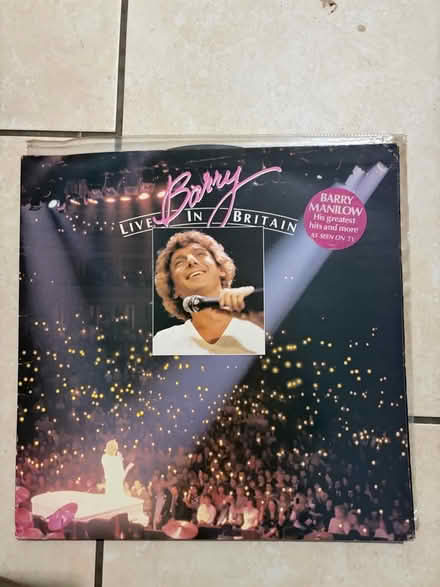 Barry
LIVE IN BRITAIN
BARRY
MANILOW
His greatest
hits and more
AS SEEN ON TV